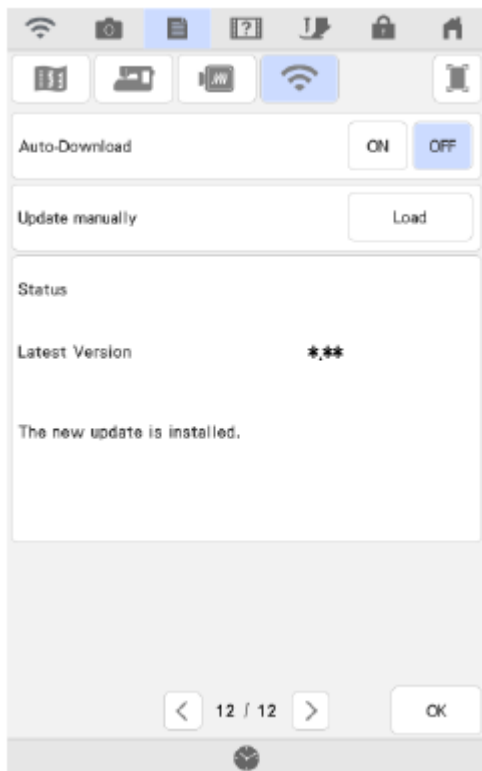 Auto-Download ON OFF
Update manually Load
Status
Latest Version *.**
The new update is installed.
12 / 12
OK